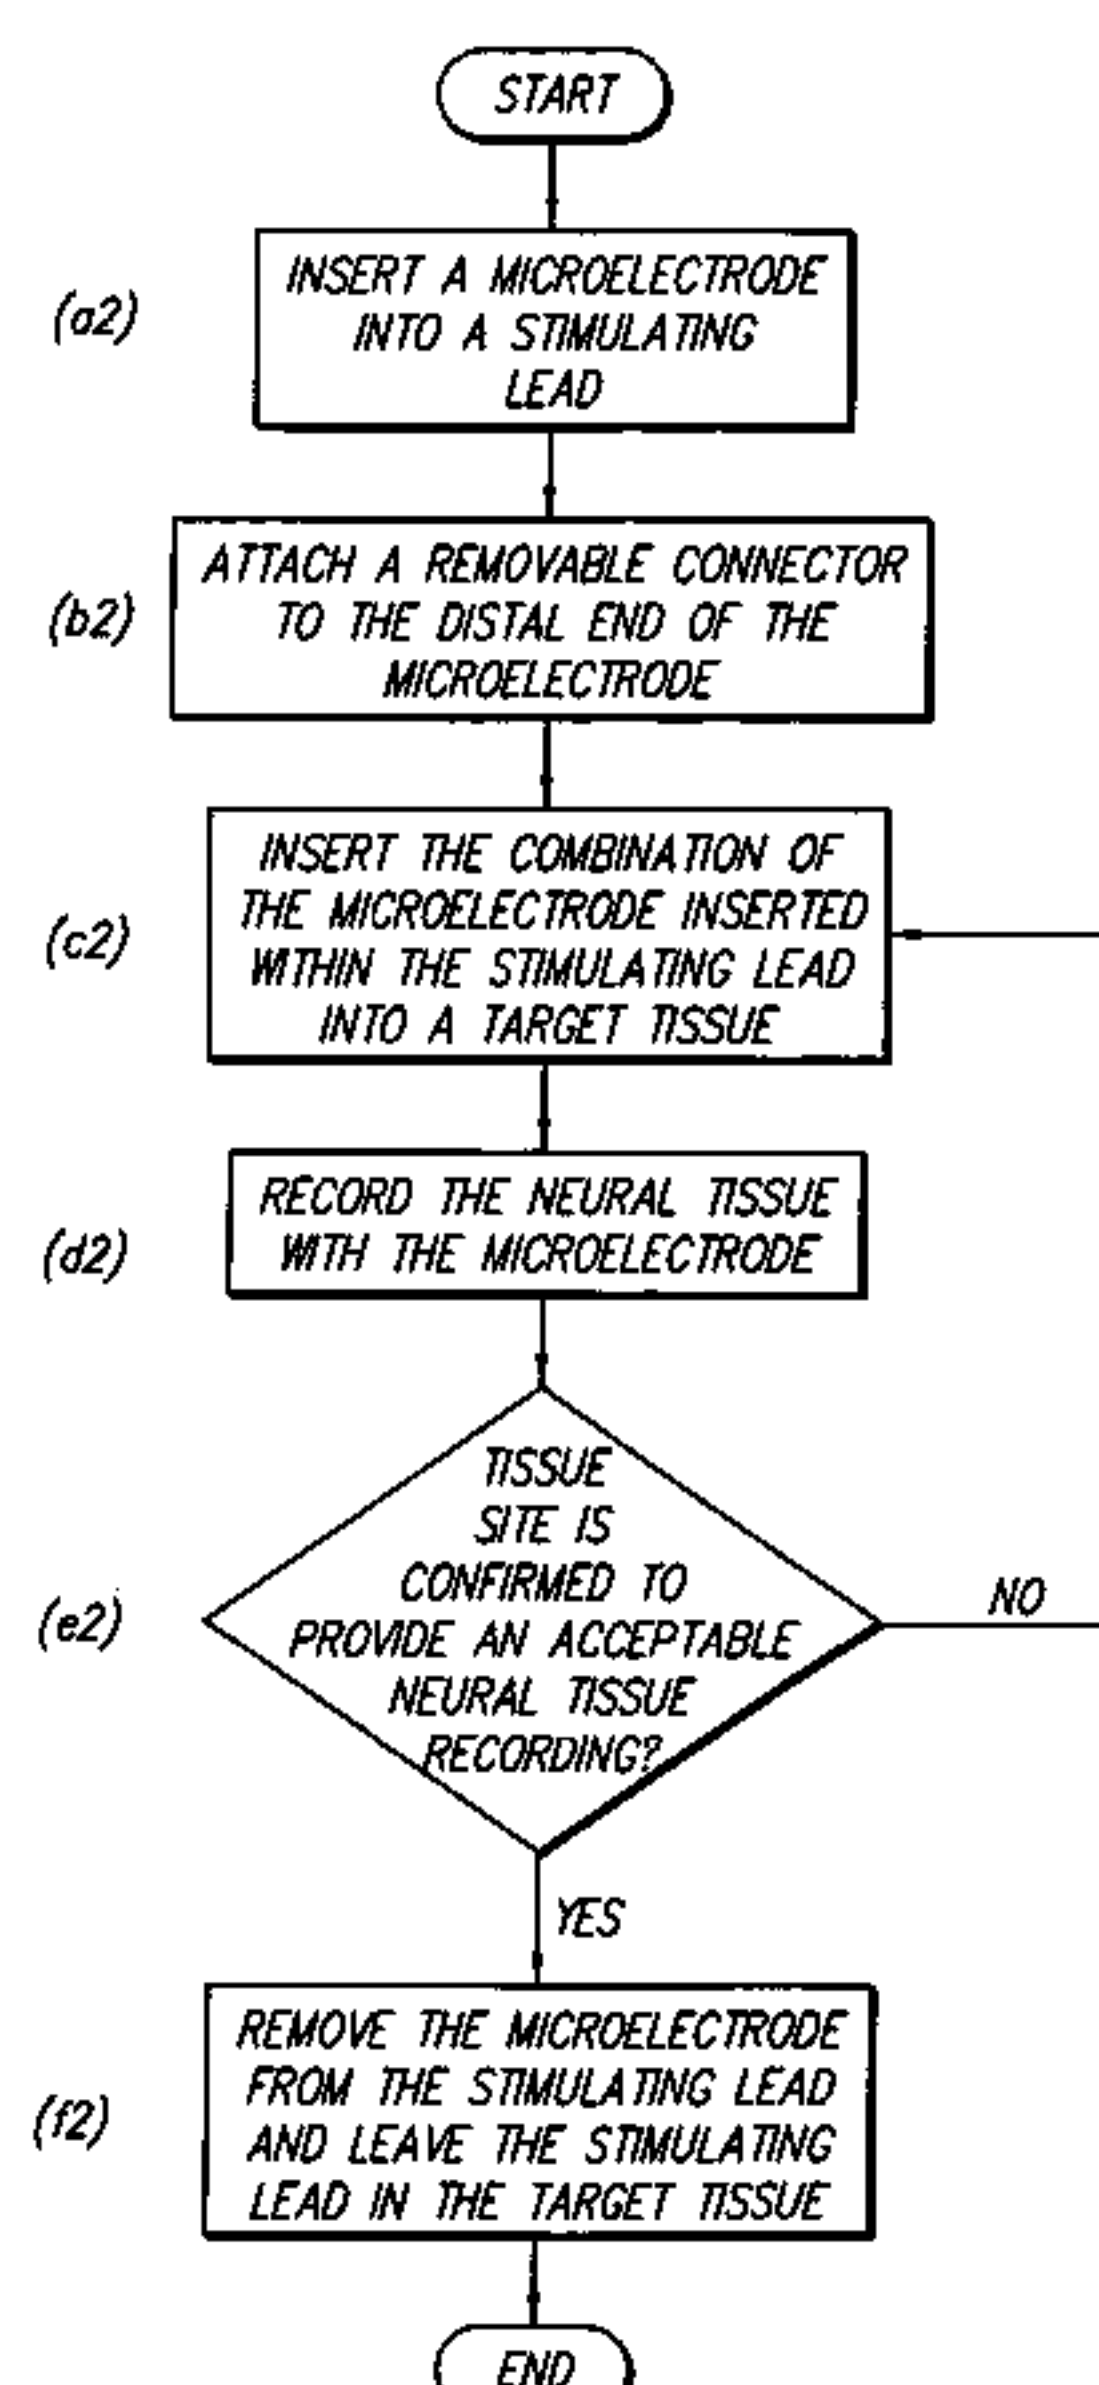 START
(a2)
INSERT A MICROELECTRODE
INTO A STIMULATING
LEAD
(b2)
ATTACH A REMOVABLE CONNECTOR
TO THE DISTAL END OF THE
MICROELECTRODE
(c2)
INSERT THE COMBINATION OF
THE MICROELECTRODE INSERTED
WITHIN THE STIMULATING LEAD
INTO A TARGET TISSUE
(d2)
RECORD THE NEURAL TISSUE
WITH THE MICROELECTRODE
(e2)
TISSUE
SITE IS
CONFIRMED TO
PROVIDE AN ACCEPTABLE
NEURAL TISSUE
RECORDING?
NO
YES
(f2)
REMOVE THE MICROELECTRODE
FROM THE STIMULATING LEAD
AND LEAVE THE STIMULATING
LEAD IN THE TARGET TISSUE
END